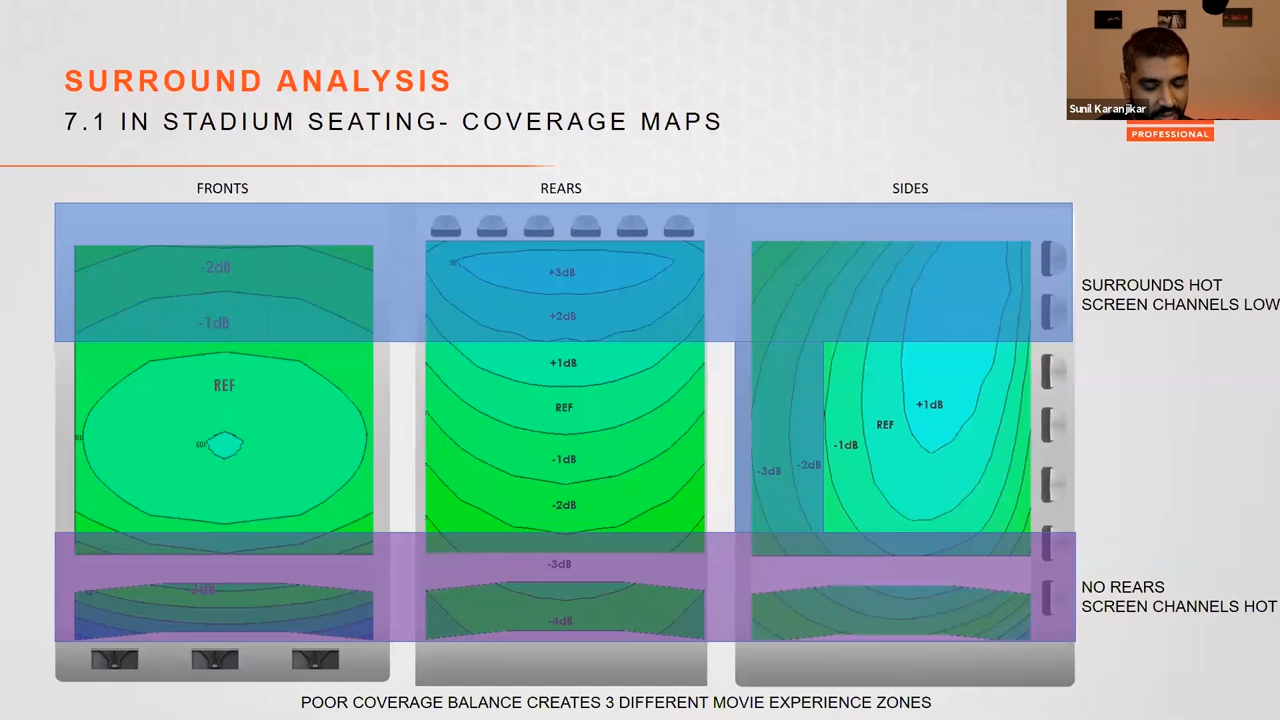 SURROUND ANALYSIS
7.1 IN STADIUM SEATING- COVERAGE MAPS
Sunil Karanjikar
PROFESSIONAL
FRONTS
REARS
SIDES
-2dB
-1dB
REF
+3dB
+2dB
+1dB
REF
-1dB
-2dB
-3dB
-4dB
+1dB
REF
-1dB
-2dB
-3dB
SURROUNDS HOT
SCREEN CHANNELS LOW
NO REARS
SCREEN CHANNELS HOT
POOR COVERAGE BALANCE CREATES 3 DIFFERENT MOVIE EXPERIENCE ZONES